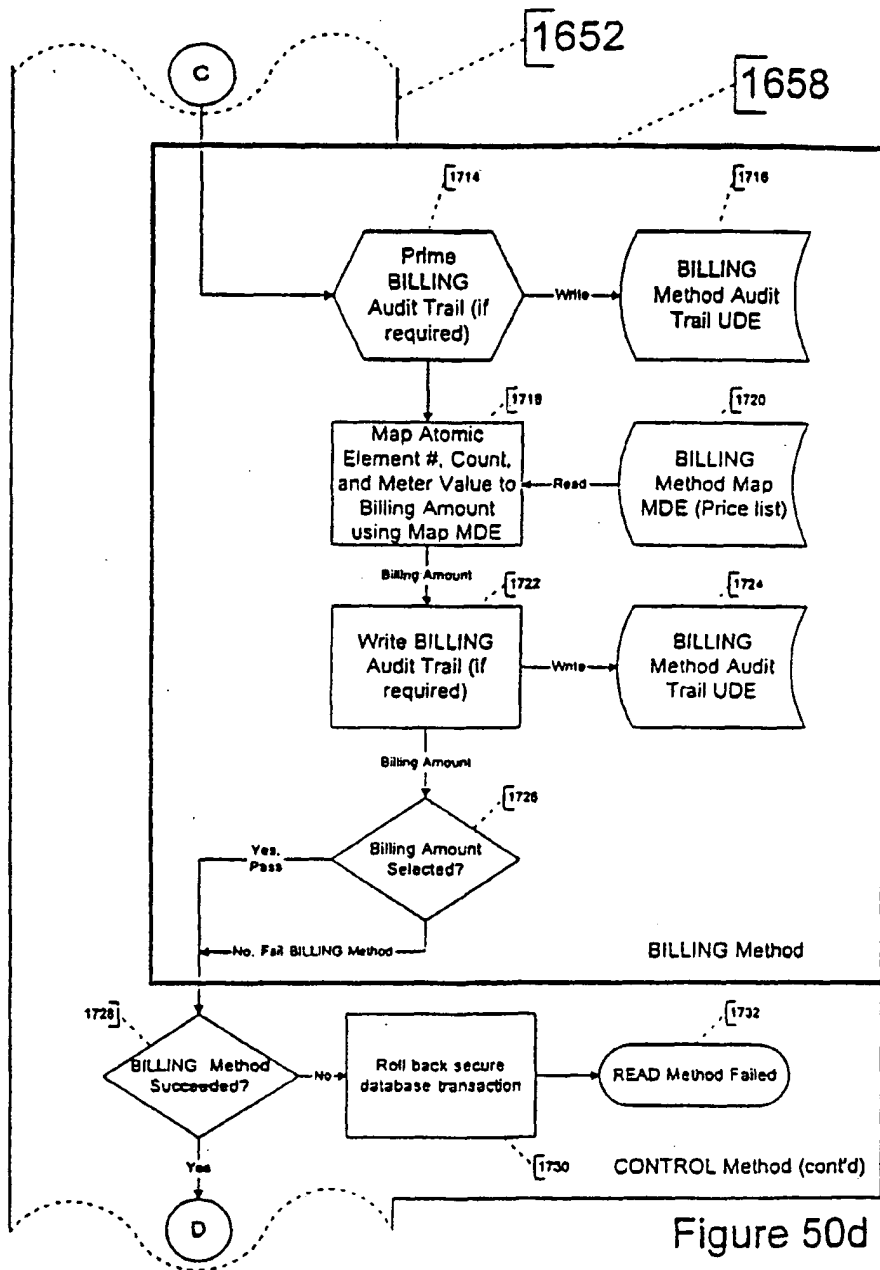 1652
C
1658
1714
1716
Prime
BILLING
Audit Trail (if
required)
Write
BILLING
Method Audit
Trail UDE
1718
1720
Map Atomic
Element #, Count,
and Meter Value to
Billing Amount
using Map MDE
Read
BILLING
Method Map
MDE (Price list)
Billing Amount
1722
1724
Write BILLING
Audit Trail (if
required)
Write
BILLING
Method Audit
Trail UDE
Billing Amount
1726
Yes,
Pass
Billing Amount
Selected?
No, Fail BILLING Method
BILLING Method
1728
1732
BILLING Method
Succeeded?
No
Roll back secure
database transaction
READ Method Failed
Yes
1730
CONTROL Method (cont'd)
D
Figure 50d